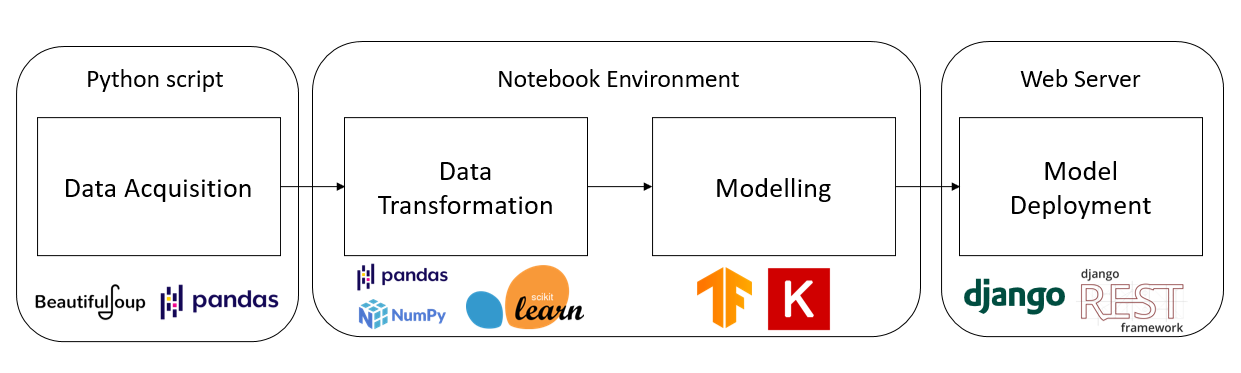 Python script
Data Acquisition
BeautifulSoup
pandas
Notebook Environment
Data
Transformation
pandas
NumPy
scikit
learn
Modelling
TF
K
Web Server
Model
Deployment
django
django
REST
framework